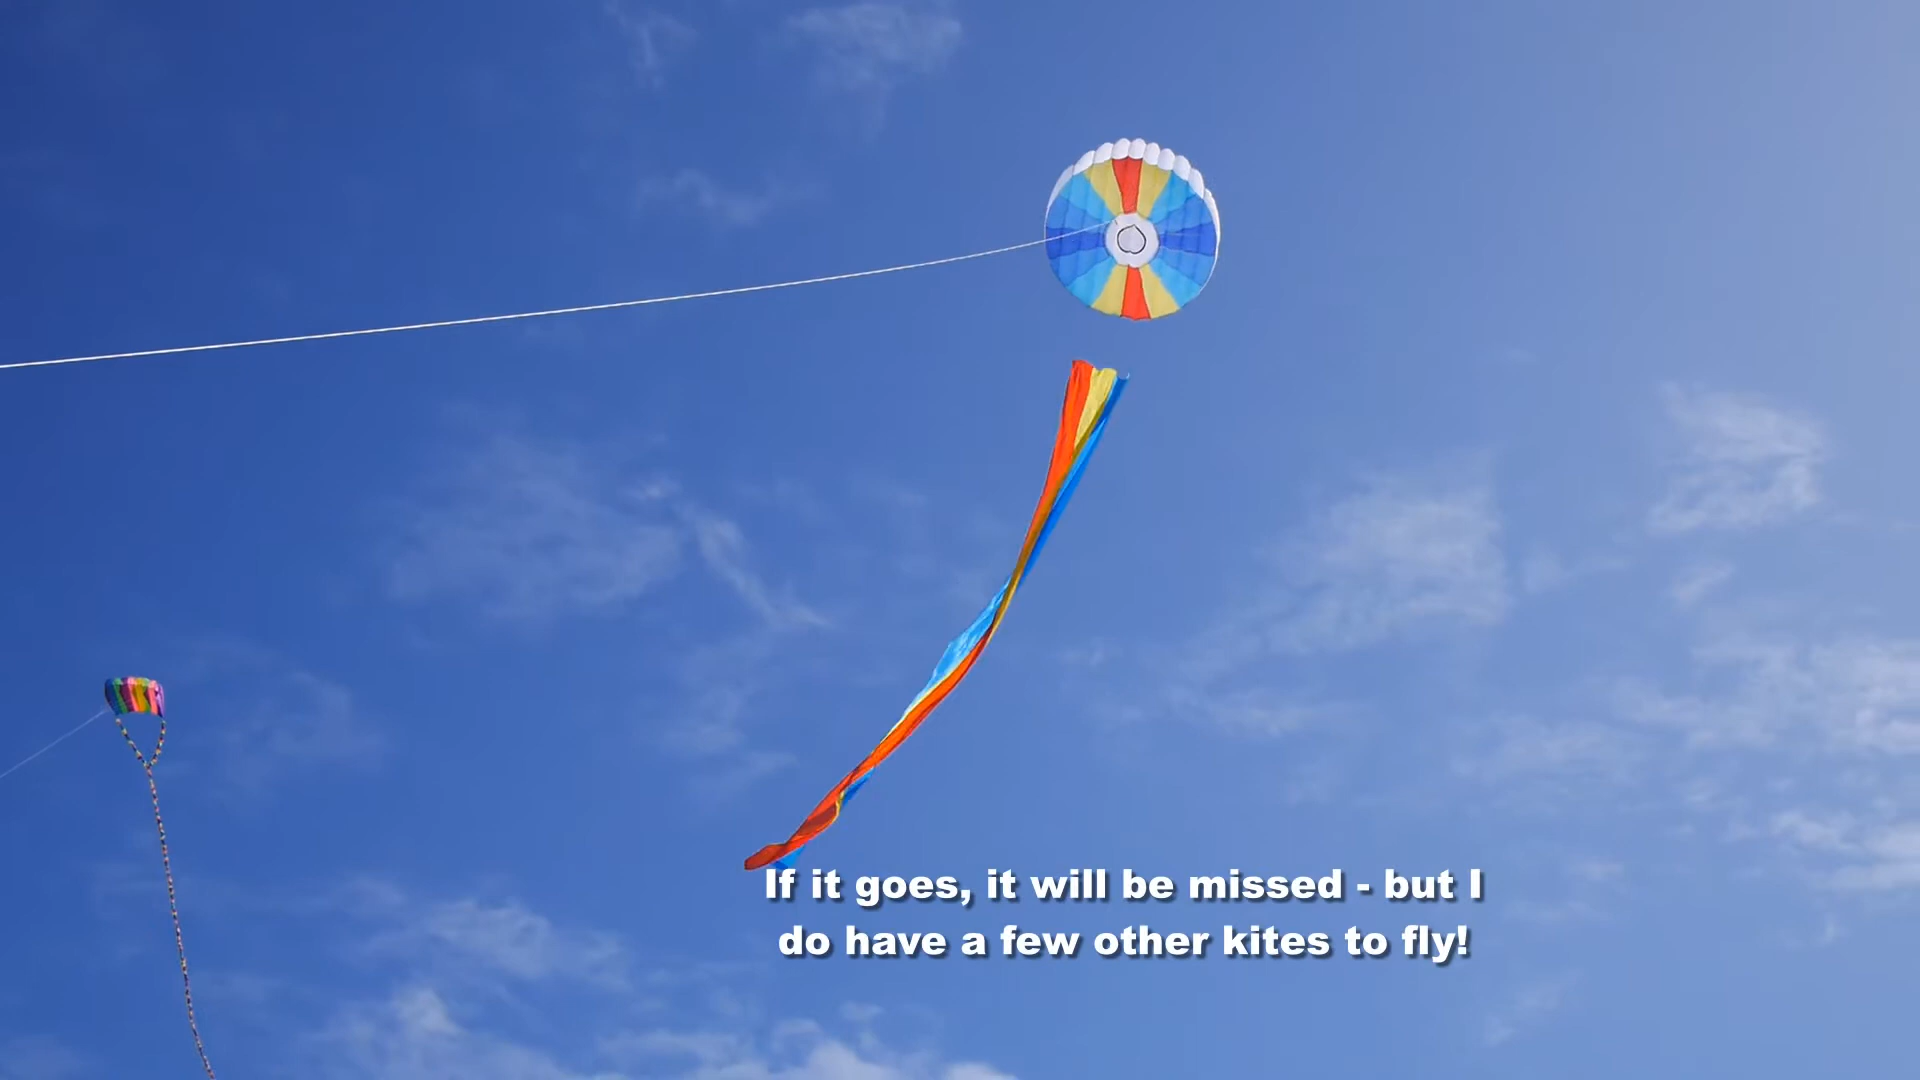 If it goes, it will be missed - but I
do have a few other kites to fly!